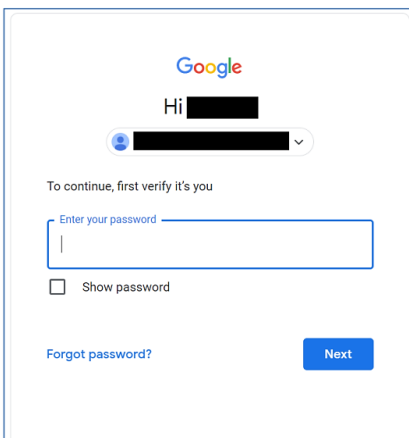 Google
Hi
To continue, first verify it's you
Enter your password
Show password
Forgot password?
Next